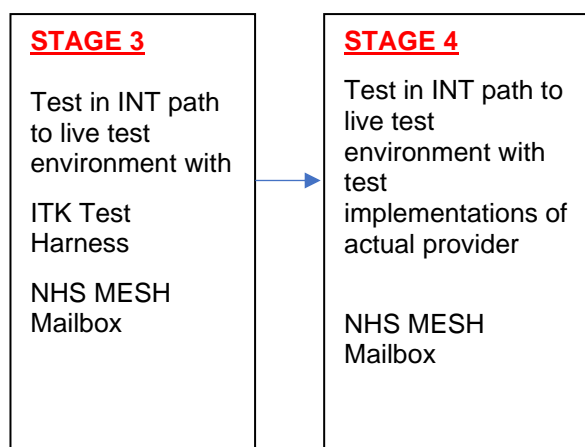 STAGE 3
Test in INT path
to live test
environment with
ITK Test
Harness
NHS MESH
Mailbox
STAGE 4
Test in INT path to
live test
environment with
test
implementations of
actual provider
NHS MESH
Mailbox